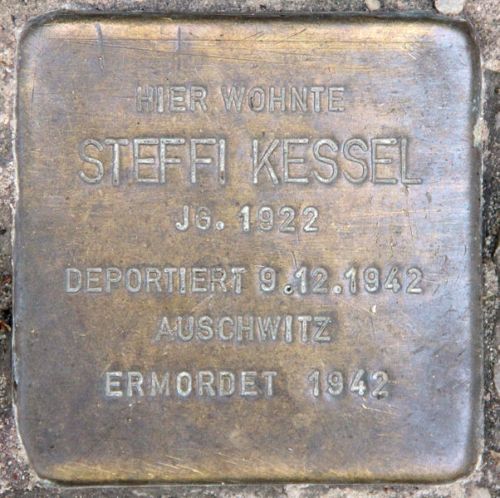 HIER WOHNTE
STEFFI KESSEL
JG. 1922
DEPORTIERT 9.12.1942
AUSCHWITZ
ERMORDET 1942